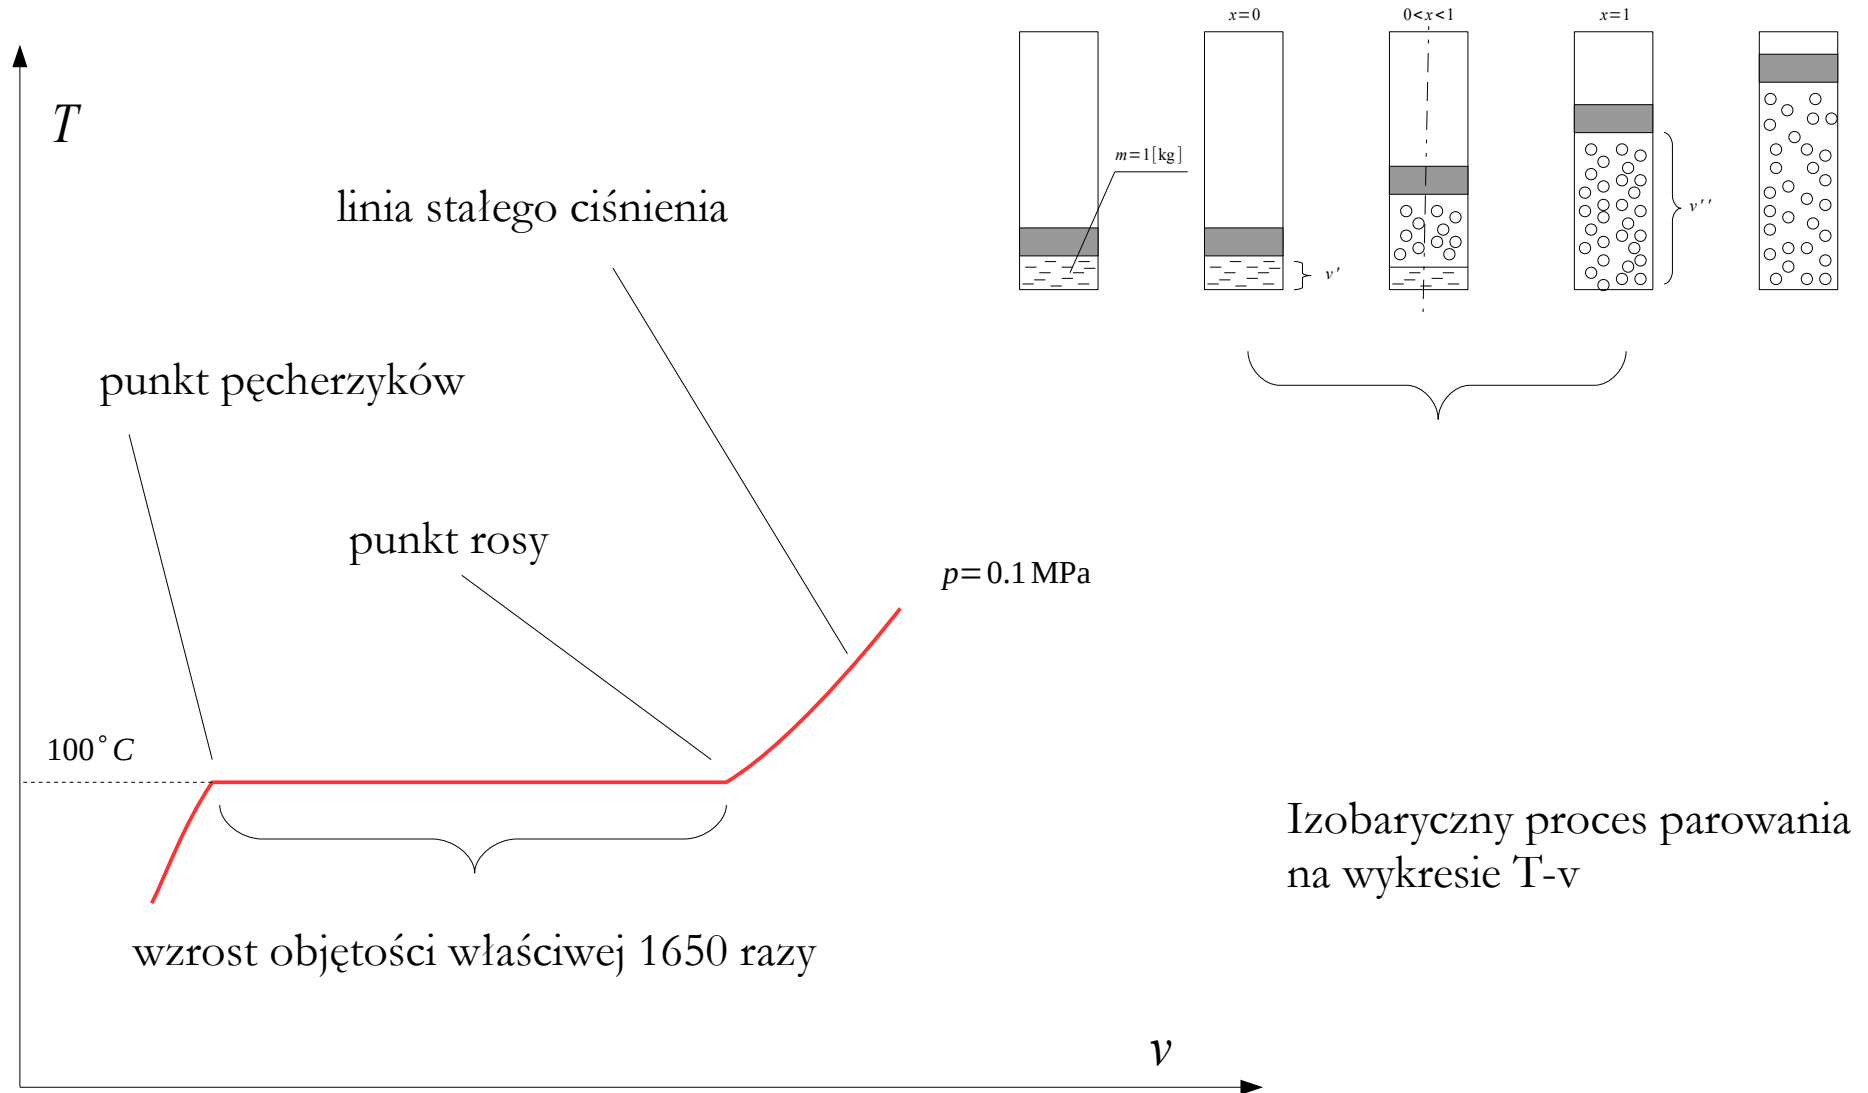 x=0
0<x<1
x=1
T
m=1[kg]
linia stałego ciśnienia
v''
v'
punkt pęcherzyków
punkt rosy
p=0.1 MPa
100°C
Izobaryczny proces parowania
na wykresie T-v
wzrost objętości właściwej 1650 razy
v